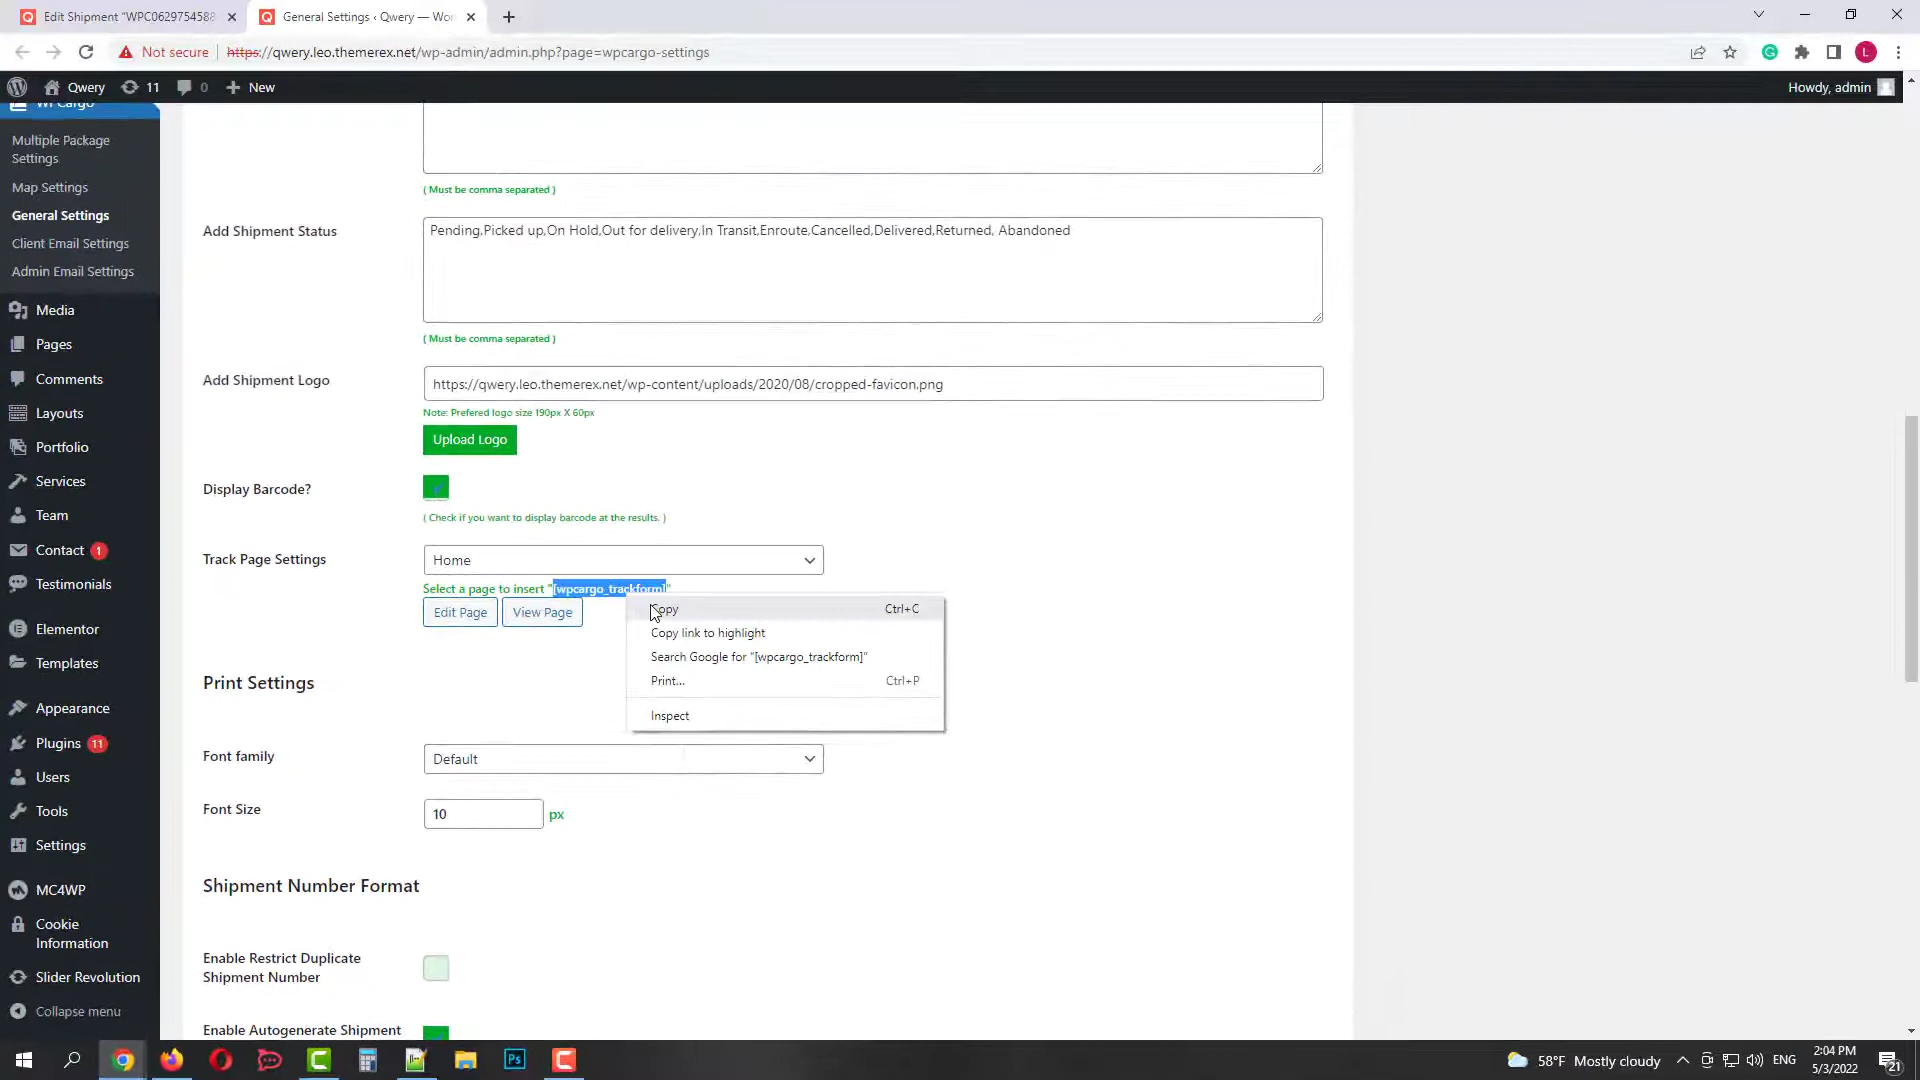 Edit Shipment "WPC0629754588
General Settings ‹ Qwery — Wor
Not secure
https://qwery.leo.themerex.net/wp-admin/admin.php?page=wpcargo-settings
L
Qwery
11
0
New
Howdy, admin
WPCargo
Multiple Package
Settings
Map Settings
General Settings
Client Email Settings
Admin Email Settings
Media
Pages
Comments
Layouts
Portfolio
Services
Team
Contact 1
Testimonials
Elementor
Templates
Appearance
Plugins 11
Users
Tools
Settings
MC4WP
Cookie
Information
Slider Revolution
Collapse menu
( Must be comma separated )
Add Shipment Status
Pending,Picked up,On Hold,Out for delivery,In Transit,Enroute,Cancelled,Delivered,Returned, Abandoned
( Must be comma separated )
Add Shipment Logo
https://qwery.leo.themerex.net/wp-content/uploads/2020/08/cropped-favicon.png
Note: Prefered logo size 190px X 60px
Upload Logo
Display Barcode?
( Check if you want to display barcode at the results. )
Track Page Settings
Home
Select a page to insert "[wpcargo_trackform]"
Edit Page
View Page
Copy Ctrl+C
Copy link to highlight
Search Google for "[wpcargo_trackform]"
Print... Ctrl+P
Inspect
Print Settings
Font family
Default
Font Size
10
px
Shipment Number Format
Enable Restrict Duplicate
Shipment Number
Enable Autogenerate Shipment
Ps
58°F Mostly cloudy
ENG
2:04 PM
5/3/2022
21